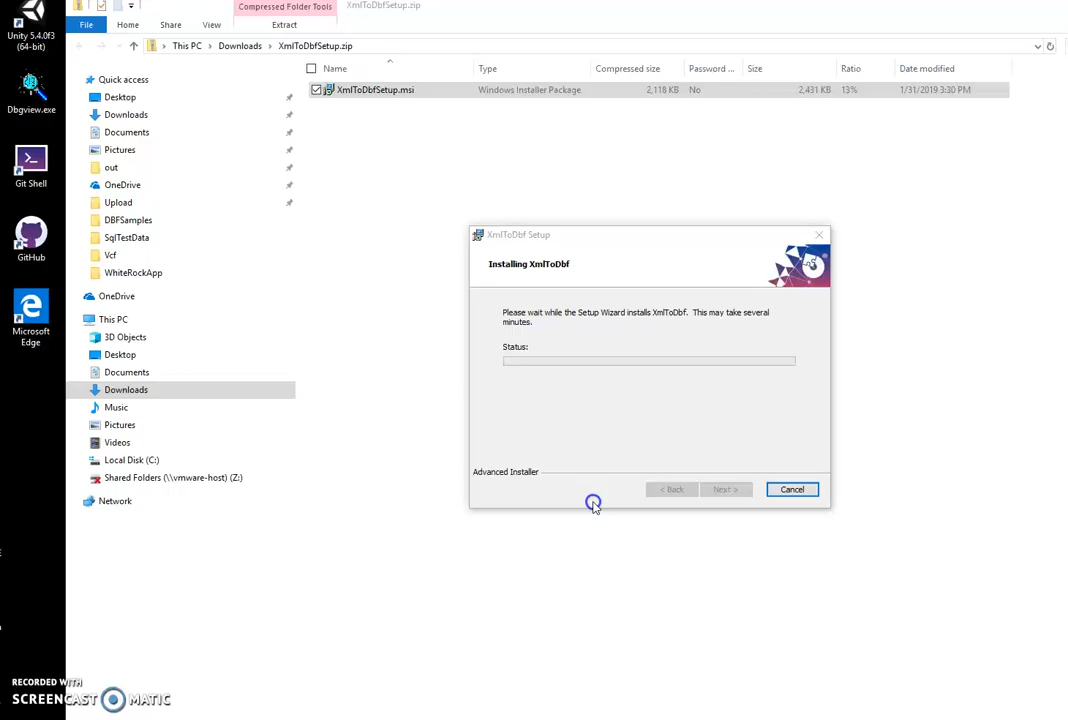 Compressed Folder Tools
XmlToDbfSetup.zip
File
Home
Share
View
Extract
This PC
Downloads
XmlToDbfSetup.zip
Name
Type
Compressed size
Password ...
Size
Ratio
Date modified
XmlToDbfSetup.msi
Windows Installer Package
2,118 KB
No
2,431 KB
13%
1/31/2019 3:30 PM
Unity 5.4.0f3
(64-bit)
Dbgview.exe
Git Shell
GitHub
Microsoft
Edge
Quick access
Desktop
Downloads
Documents
Pictures
out
OneDrive
Upload
DBFSamples
SqlTestData
Vcf
WhiteRockApp
OneDrive
This PC
3D Objects
Desktop
Documents
Downloads
Music
Pictures
Videos
Local Disk (C:)
Shared Folders (\\vmware-host) (Z:)
Network
XmlToDbf Setup
Installing XmlToDbf
Please wait while the Setup Wizard installs XmlToDbf. This may take several
minutes.
Status:
Advanced Installer
< Back
Next >
Cancel
RECORDED WITH
SCREENCAST MATIC